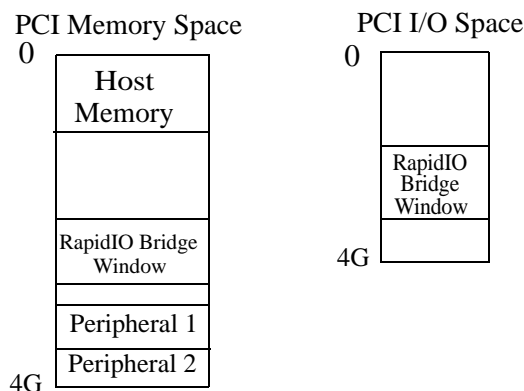 PCI Memory Space
0
Host
Memory
RapidIO Bridge
Window
Peripheral 1
Peripheral 2
4G
PCI I/O Space
0
RapidIO
Bridge
Window
4G